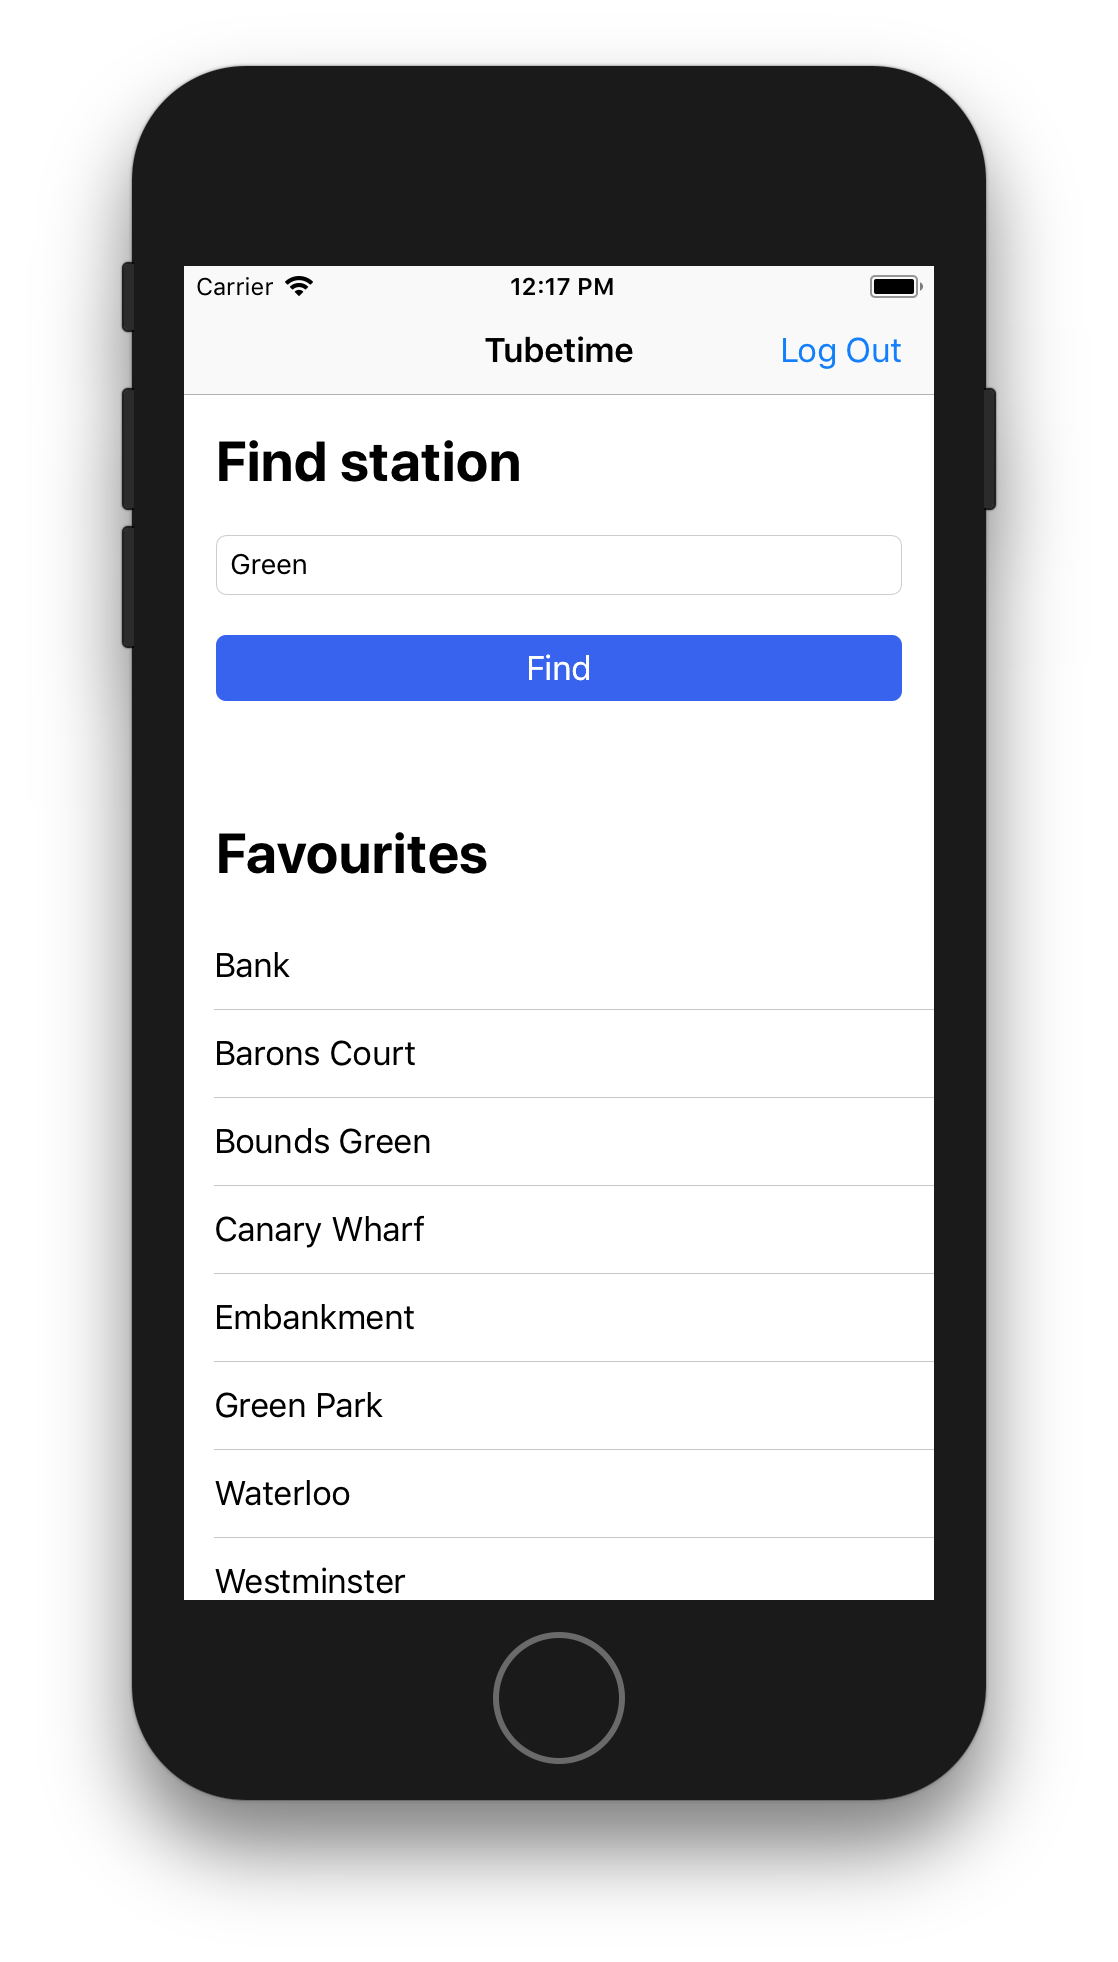 Carrier 12:17 PM
Tubetime Log Out
Find station
Green
Find
Favourites
Bank
Barons Court
Bounds Green
Canary Wharf
Embankment
Green Park
Waterloo
Westminster